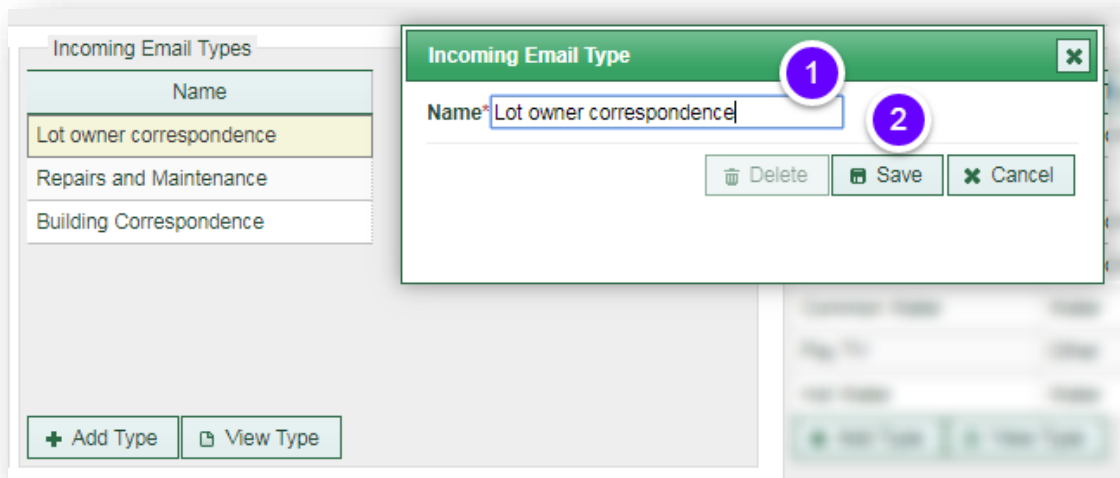 Incoming Email Types
Name
Lot owner correspondence
Repairs and Maintenance
Building Correspondence
Add Type View Type
Incoming Email Type
1
Name* Lot owner correspondence
2
Delete Save Cancel